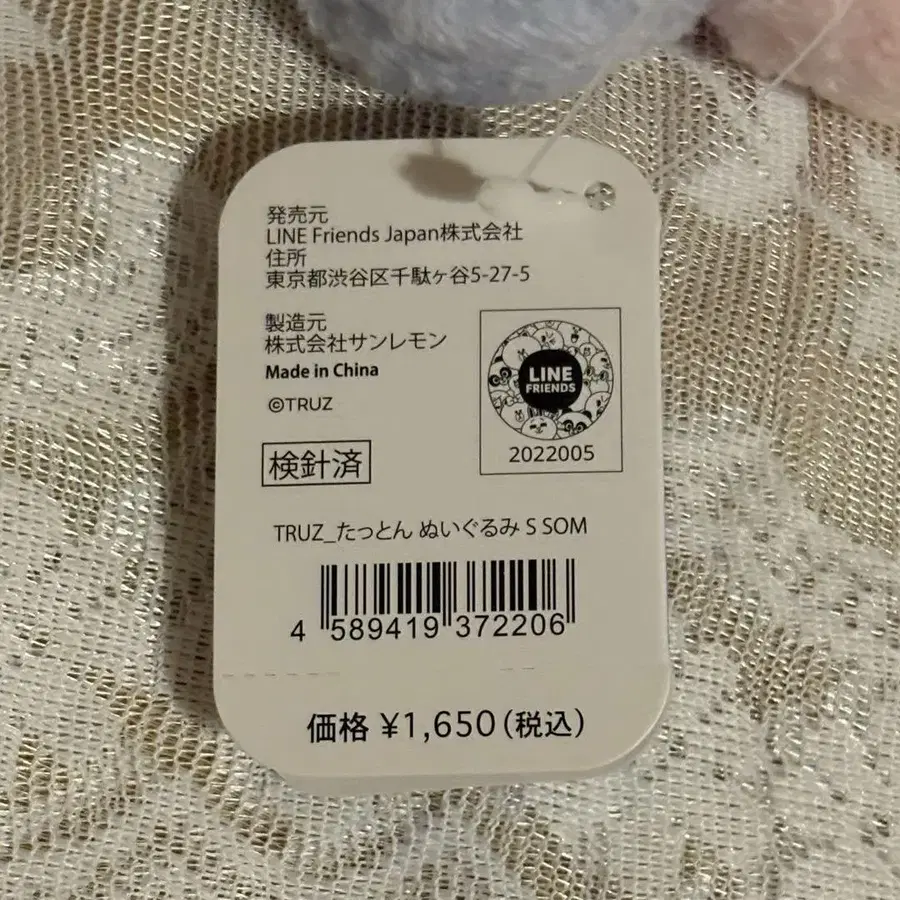 発売元
LINE Friends Japan株式会社
住所
東京都渋谷区千駄ヶ谷5-27-5
製造元
株式会社サンレモン
Made in China
©TRUZ
検針済
LINE
FRIENDS
2022005
TRUZ_たっとん ぬいぐるみ S SOM
4 589419 372206
価格 ¥1,650(税込)